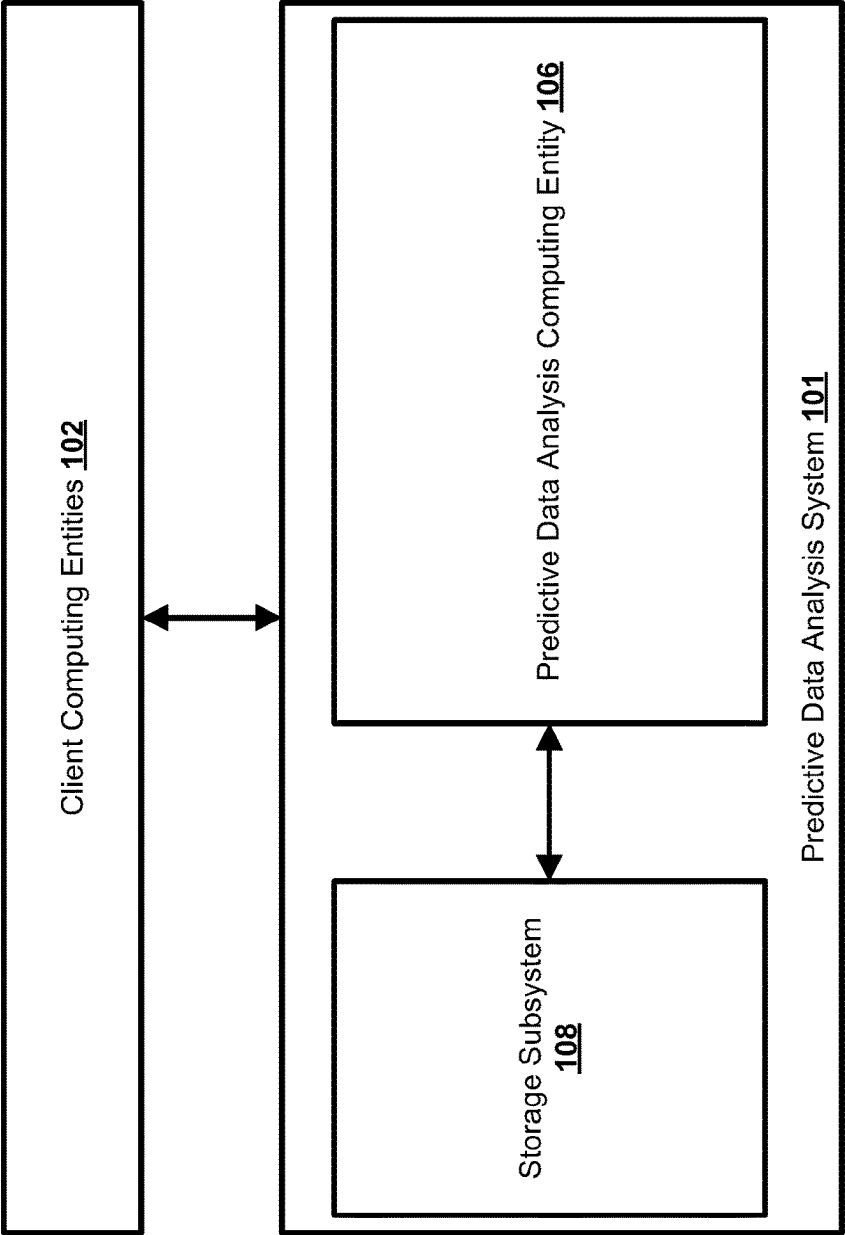 Client Computing Entities 102
Storage Subsystem
108
Predictive Data Analysis Computing Entity 106
Predictive Data Analysis System 101